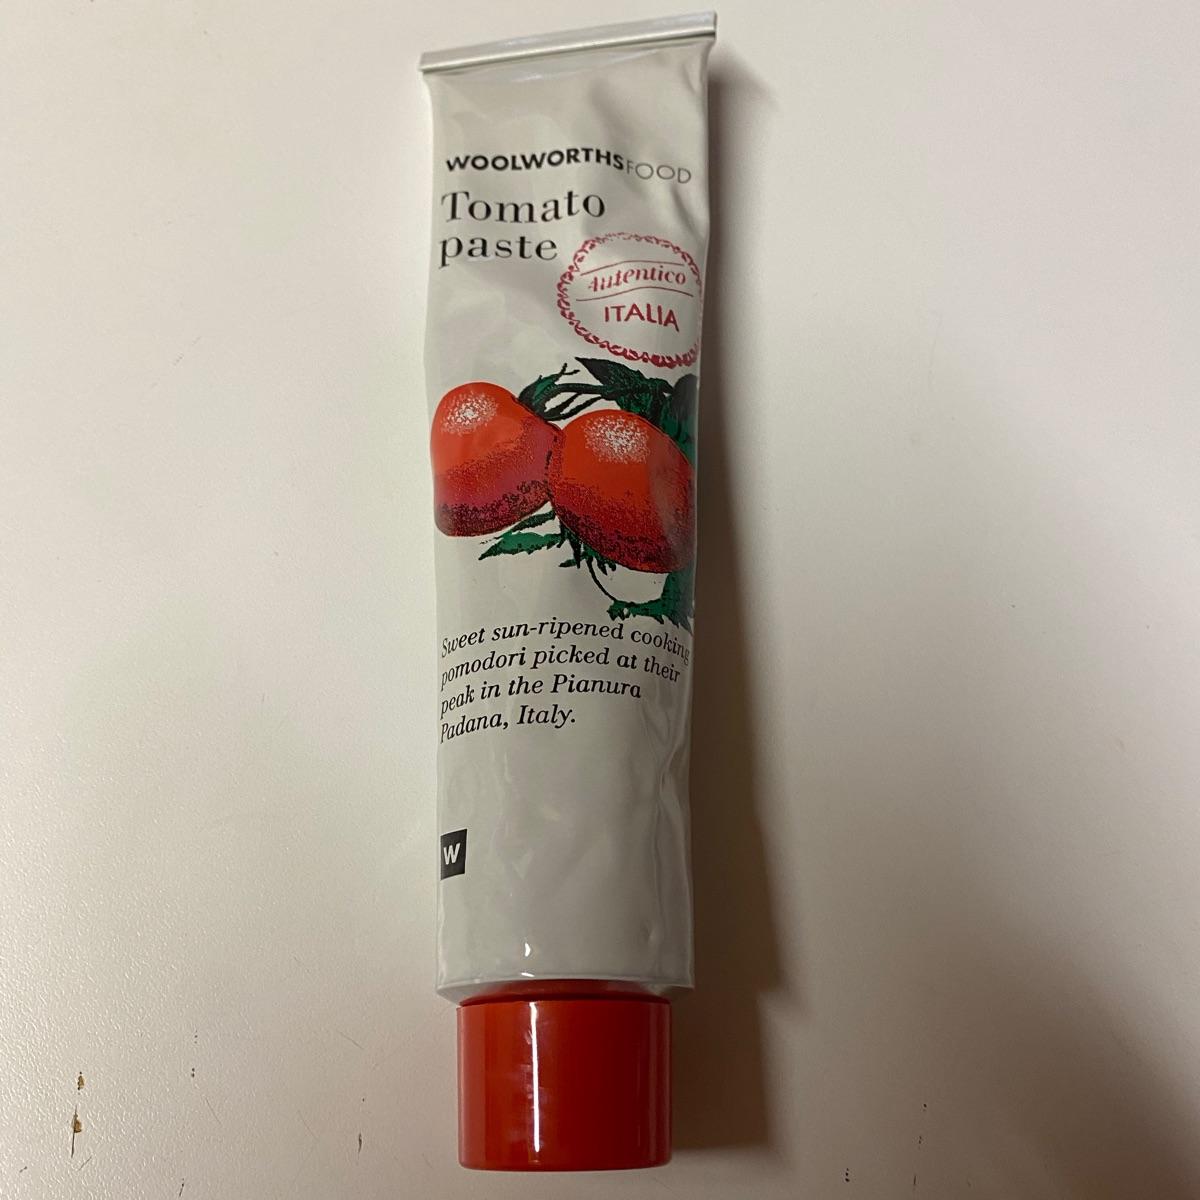 WOOLWORTHSFOOD
Tomato
paste
Autentico
ITALIA
Sweet sun-ripened cooking
pomodori picked at their
peak in the Pianura
Padana, Italy.
W